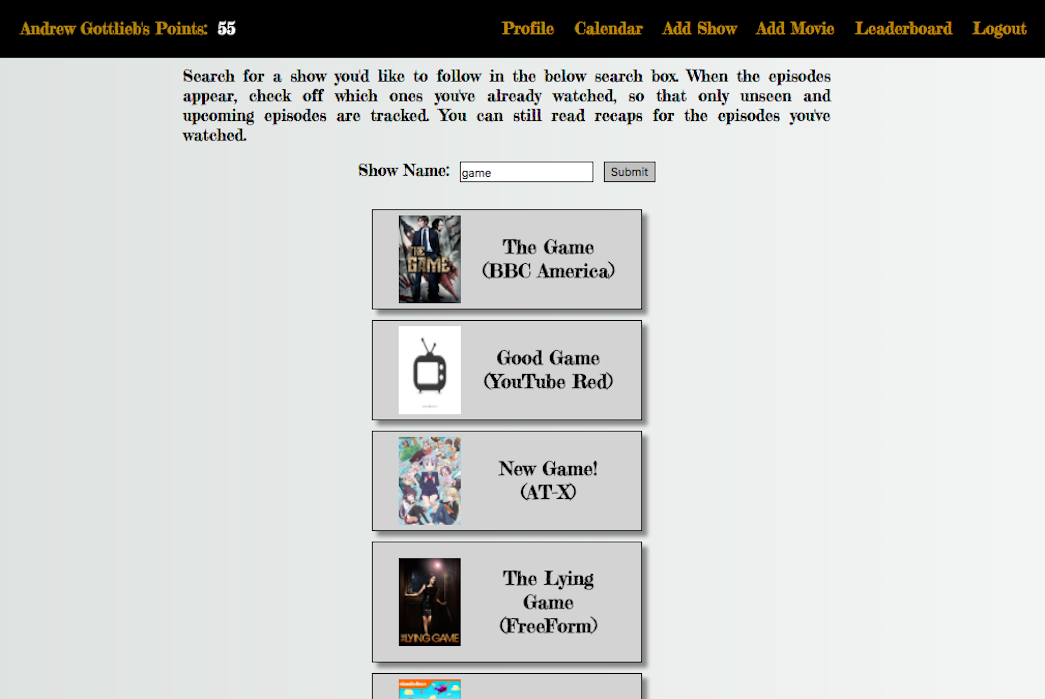 Andrew Gottlieb's Points: 55 Profile Calendar Add Show Add Movie Leaderboard Logout
Search for a show you'd like to follow in the below search box. When the episodes
appear, check off which ones you've already watched, so that only unseen and
upcoming episodes are tracked. You can still read recaps for the episodes you've
watched.
Show Name: game Submit
THE
GAME
The Game
(BBC America)
Good Game
(YouTube Red)
New Game!
(AT-X)
THE LYING GAME
The Lying
Game
(FreeForm)
nickelodeon